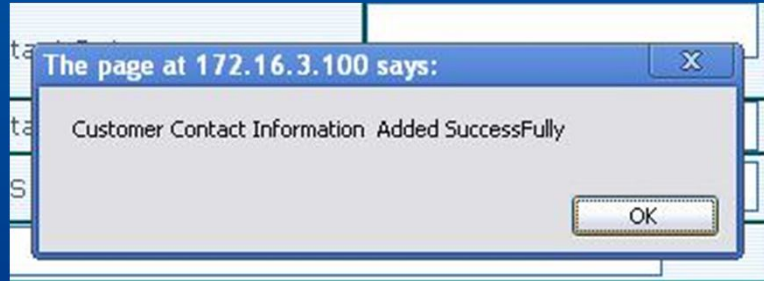 The page at 172.16.3.100 says:
Customer Contact Information Added SuccessFully
OK